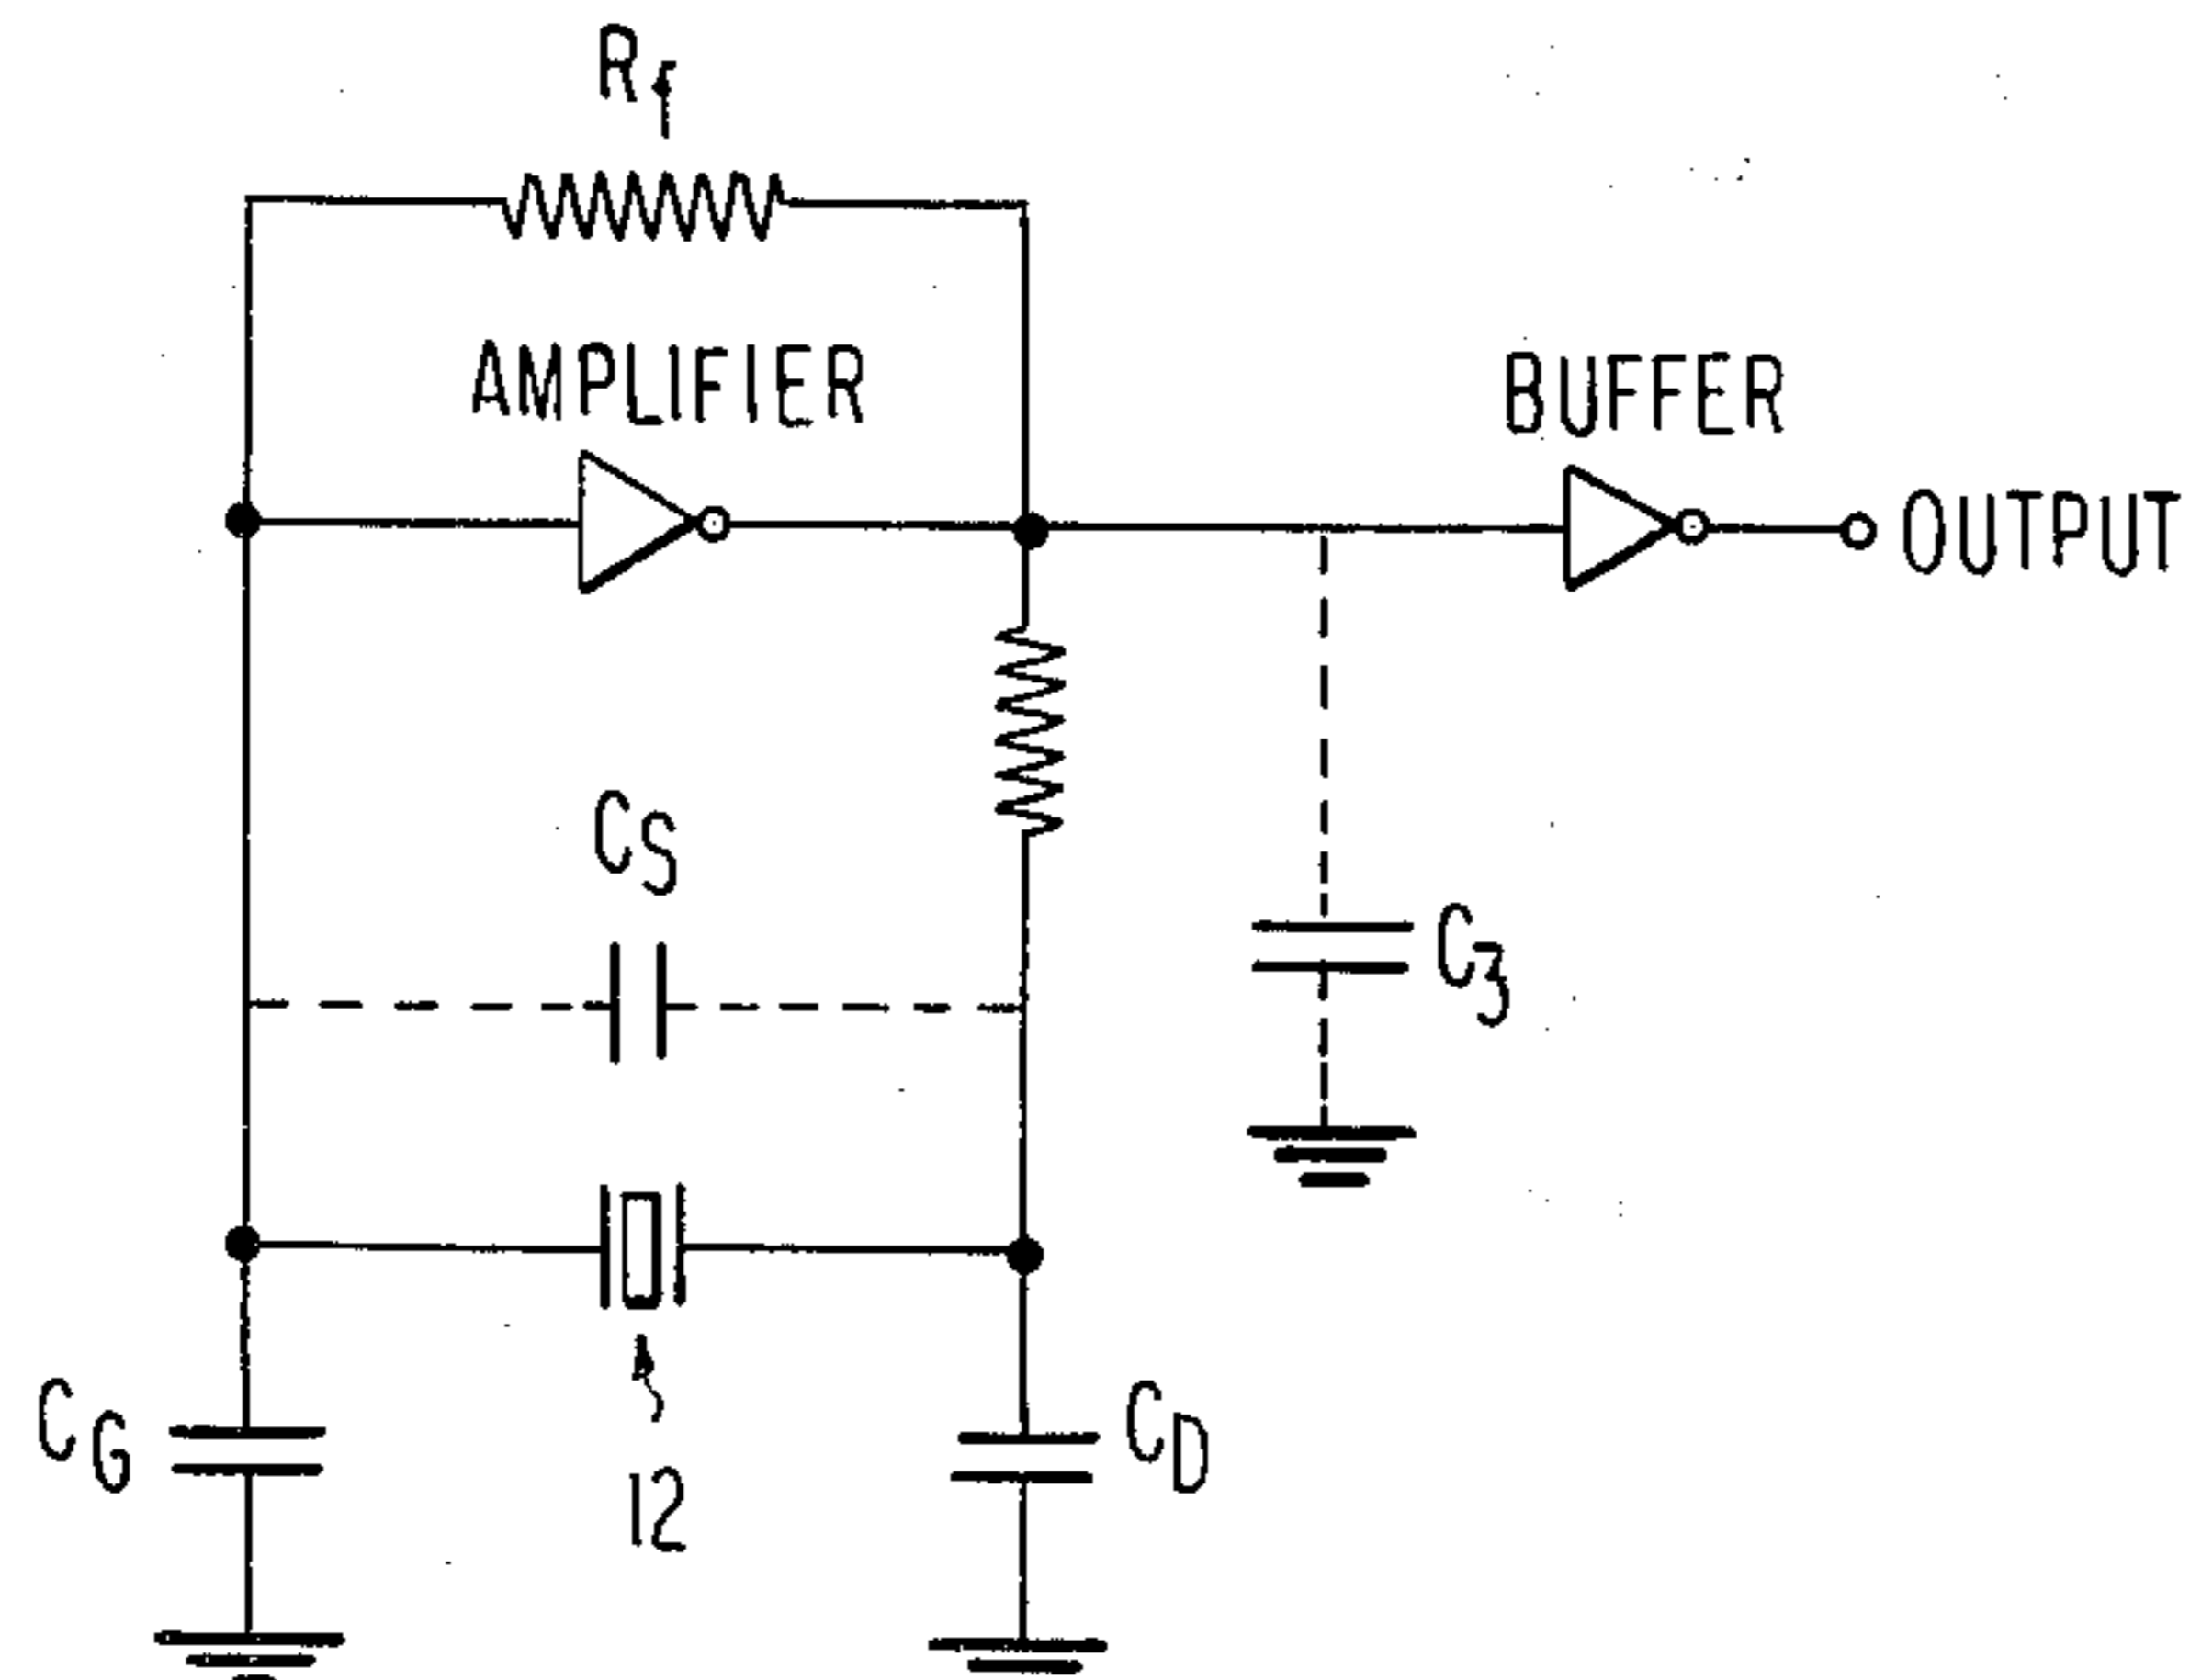 Rf
AMPLIFIER
BUFFER
OUTPUT
CS
C3
CG
CD
12